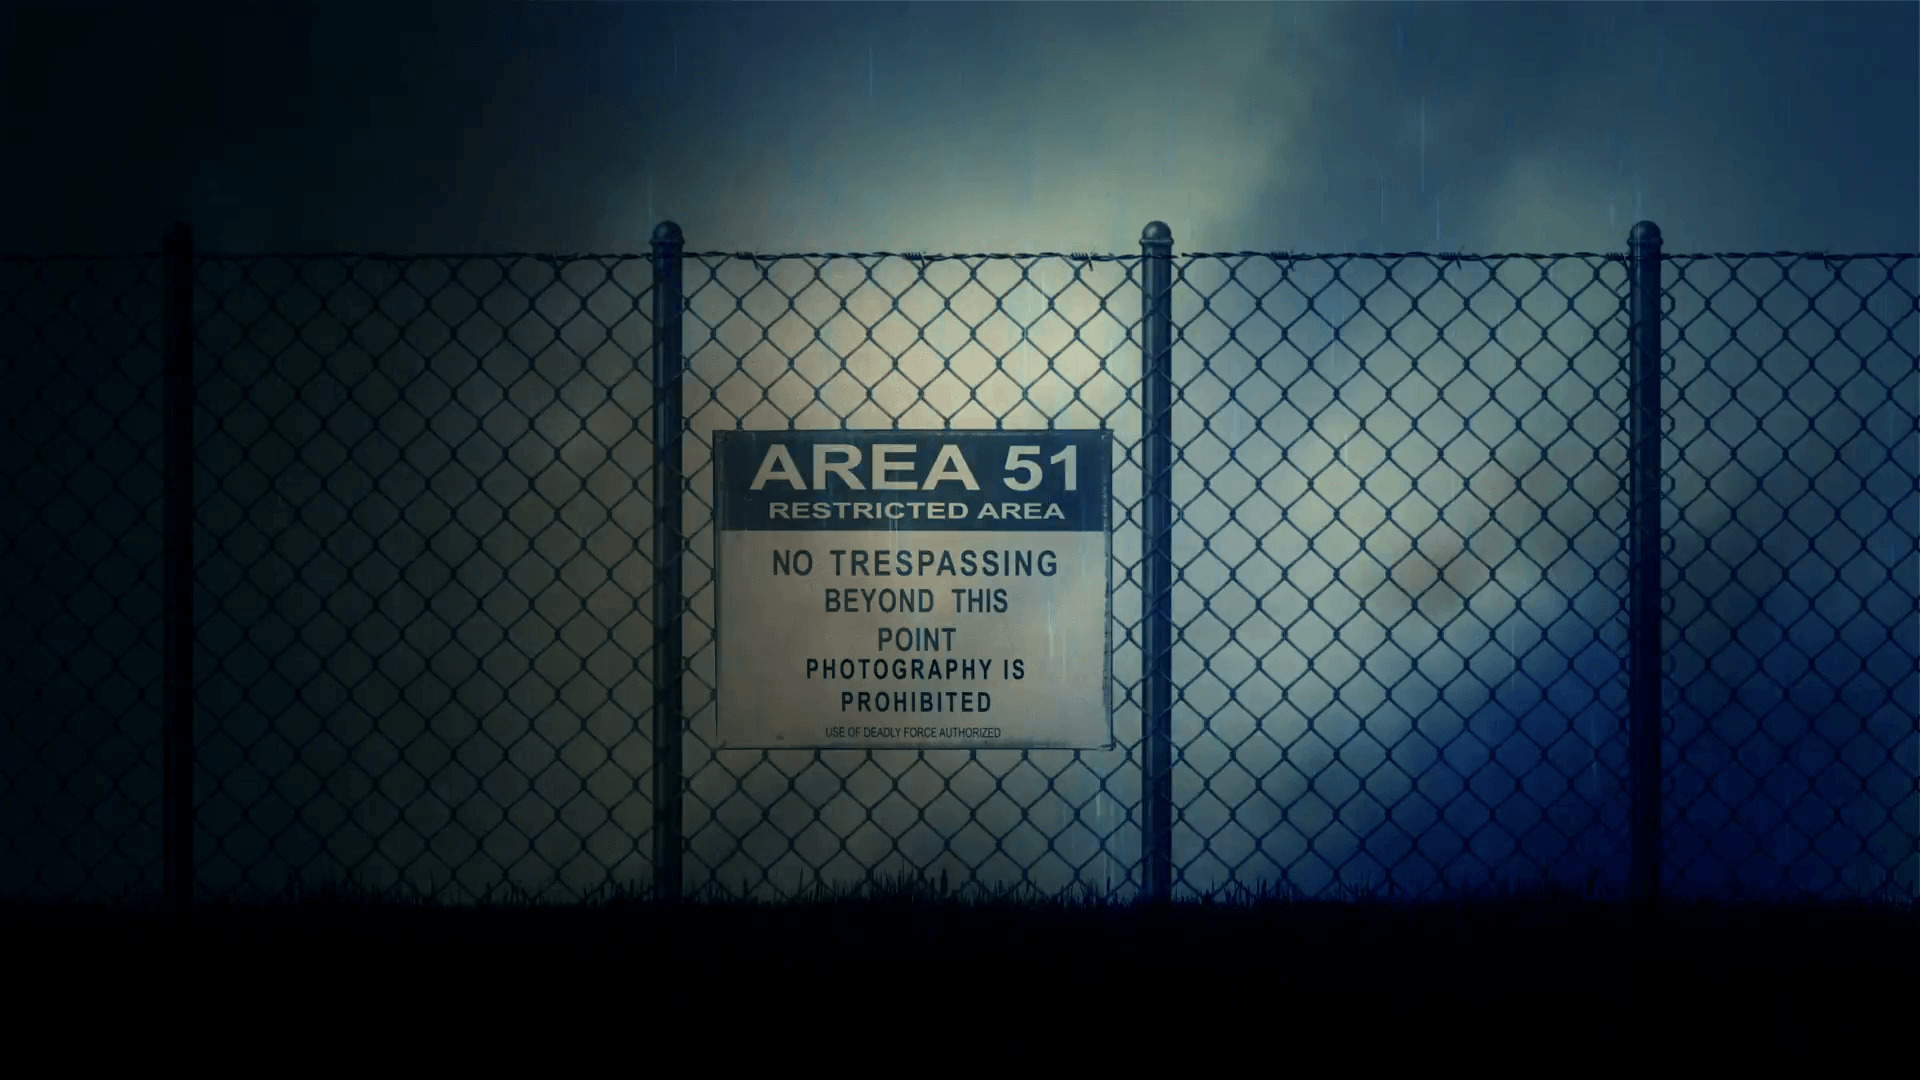 AREA 51
RESTRICTED AREA
NO TRESPASSING
BEYOND THIS
POINT
PHOTOGRAPHY IS
PROHIBITED
USE OF DEADLY FORCE AUTHORIZED